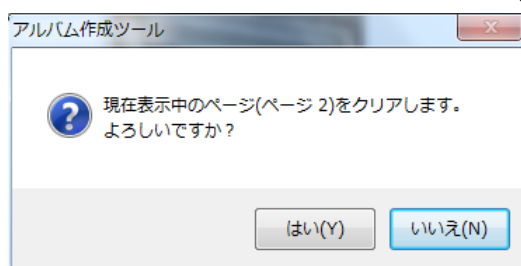 アルバム作成ツール
現在表示中のページ(ページ 2)をクリアします。
よろしいですか？
はい(Y)
いいえ(N)